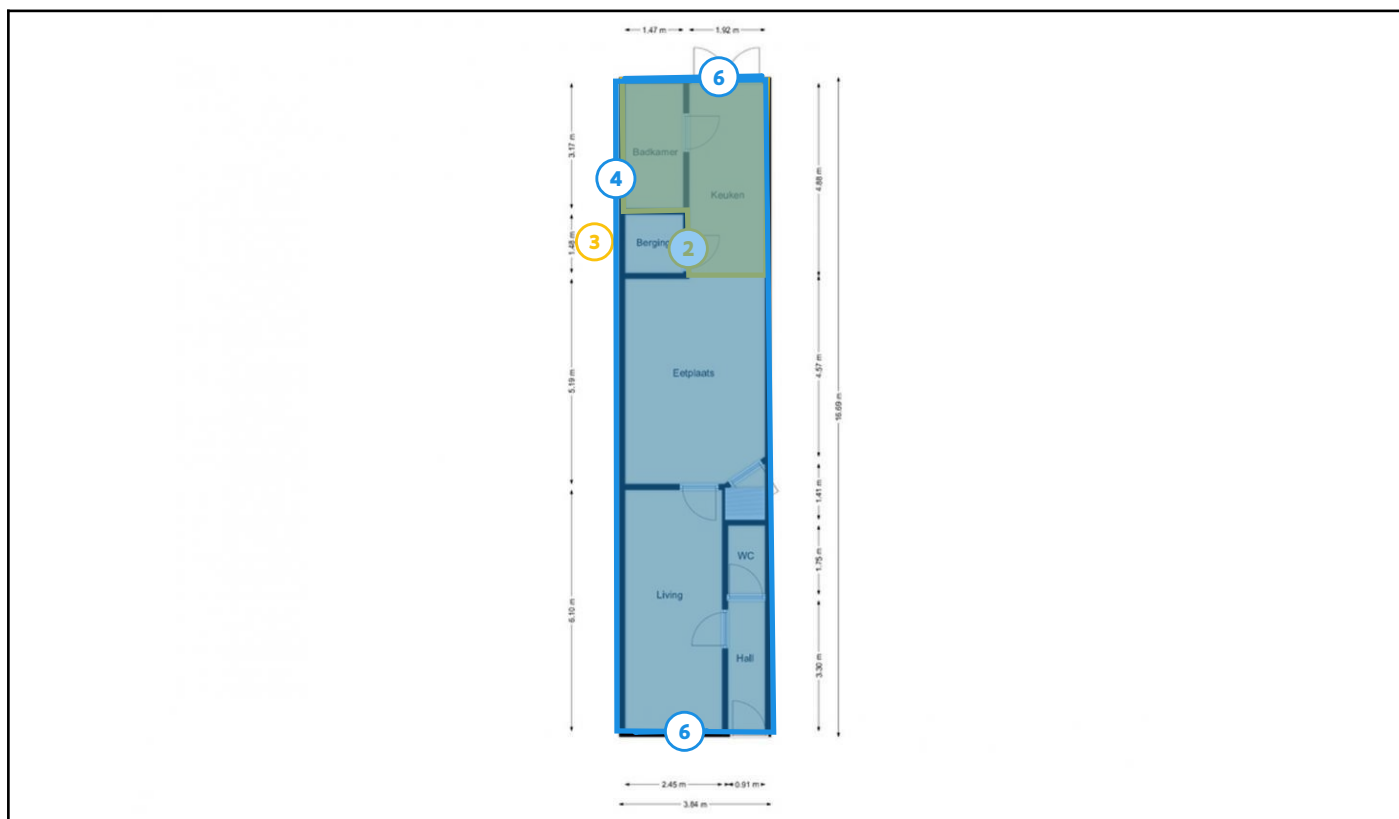 1.47 m 1.92 m
6
Badkamer
3.17 m
4
4.88 m
Keuken
3
1.48 m
Berging
2
Eetplaats
5.19 m
4.57 m
16.69 m
1.41 m
WC
1.75 m
Living
6.10 m
Hall
3.30 m
6
2.45 m 0.91 m
3.84 m